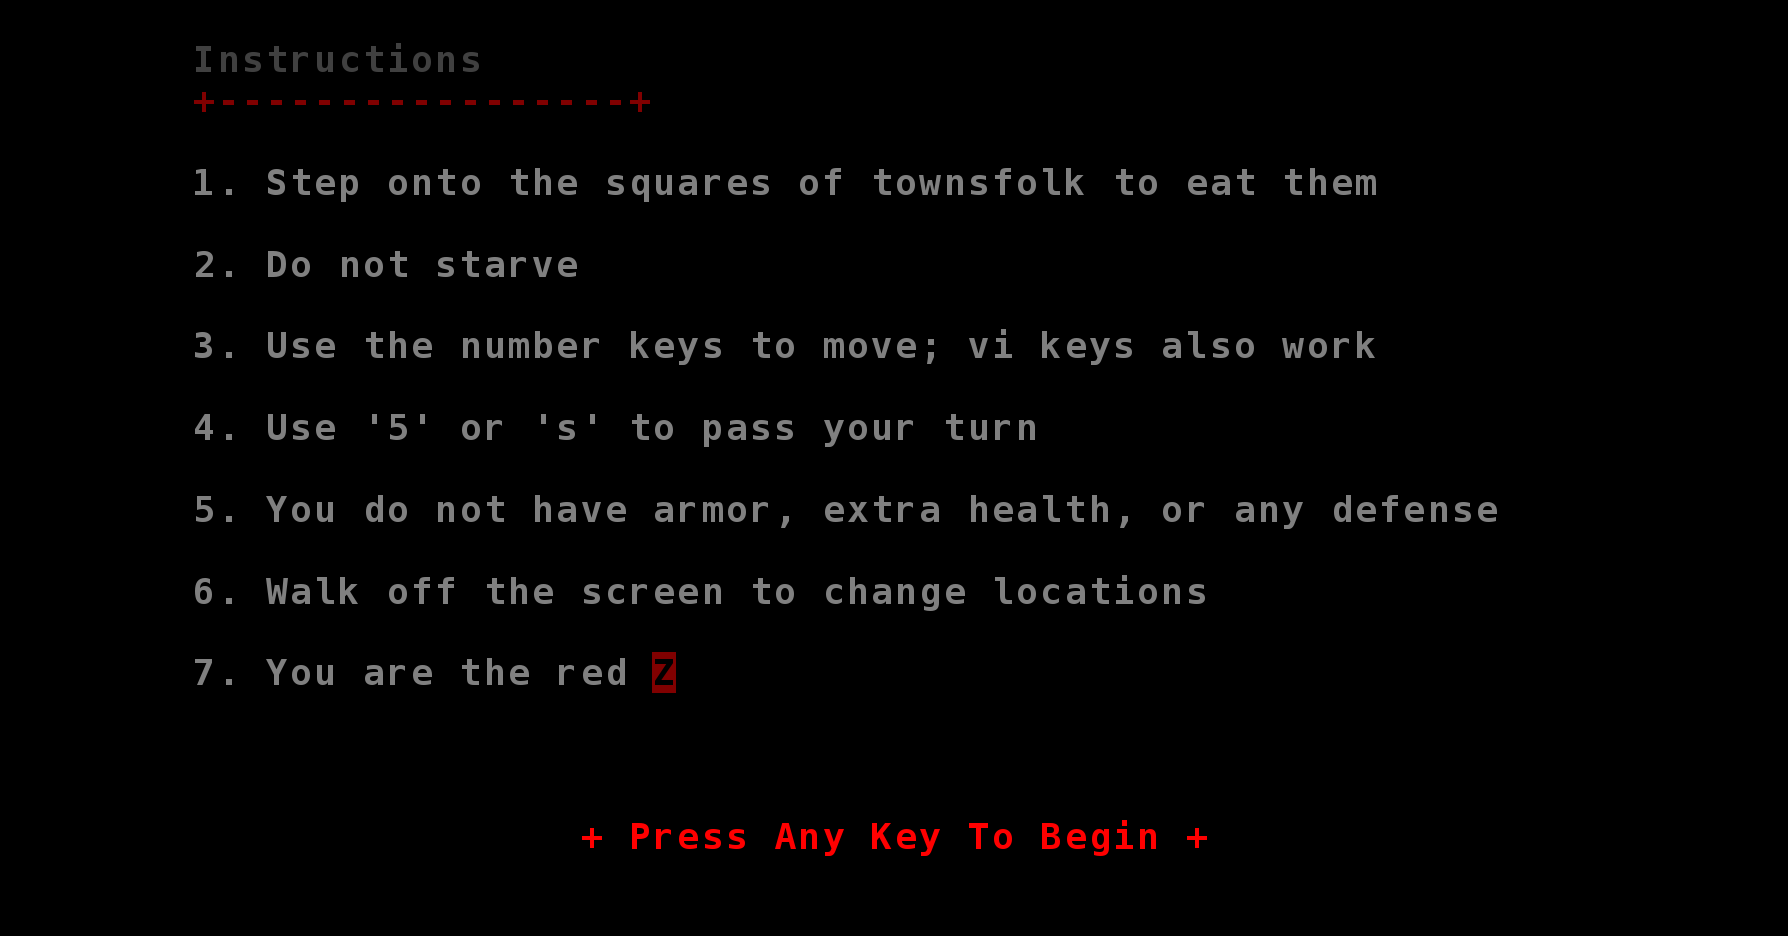 Instructions
+-----------------+
1. Step onto the squares of townsfolk to eat them
2. Do not starve
3. Use the number keys to move; vi keys also work
4. Use '5' or 's' to pass your turn
5. You do not have armor, extra health, or any defense
6. Walk off the screen to change locations
7. You are the red Z
+ Press Any Key To Begin +